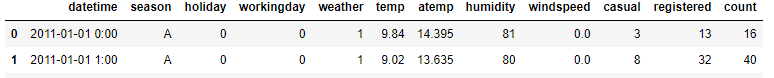 datetime season holiday workingday weather temp atemp humidity windspeed casual registered count
0 2011-01-01 0:00 A 0 0 1 9.84 14.395 81 0.0 3 13 16
1 2011-01-01 1:00 A 0 0 1 9.02 13.635 80 0.0 8 32 40